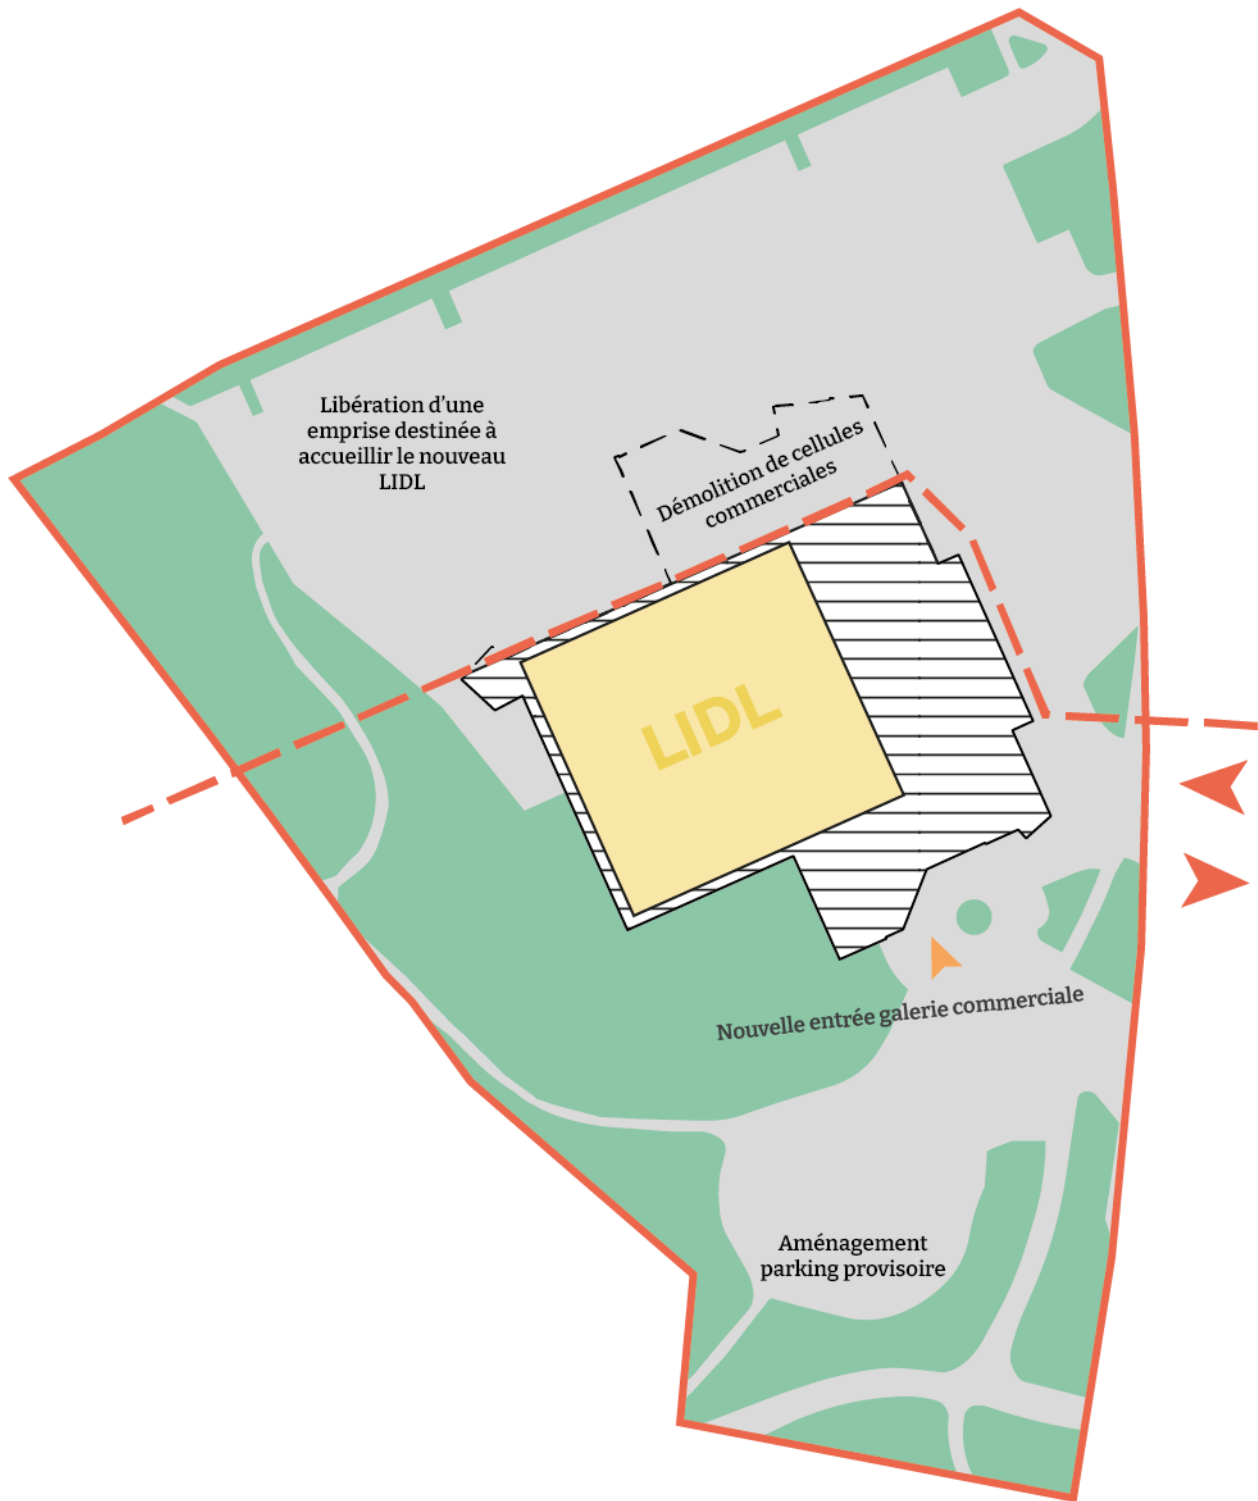 Libération d'une
emprise destinée à
accueillir le nouveau
LIDL
Démolition de cellules
commerciales
LIDL
Nouvelle entrée galerie commerciale
Aménagement
parking provisoire